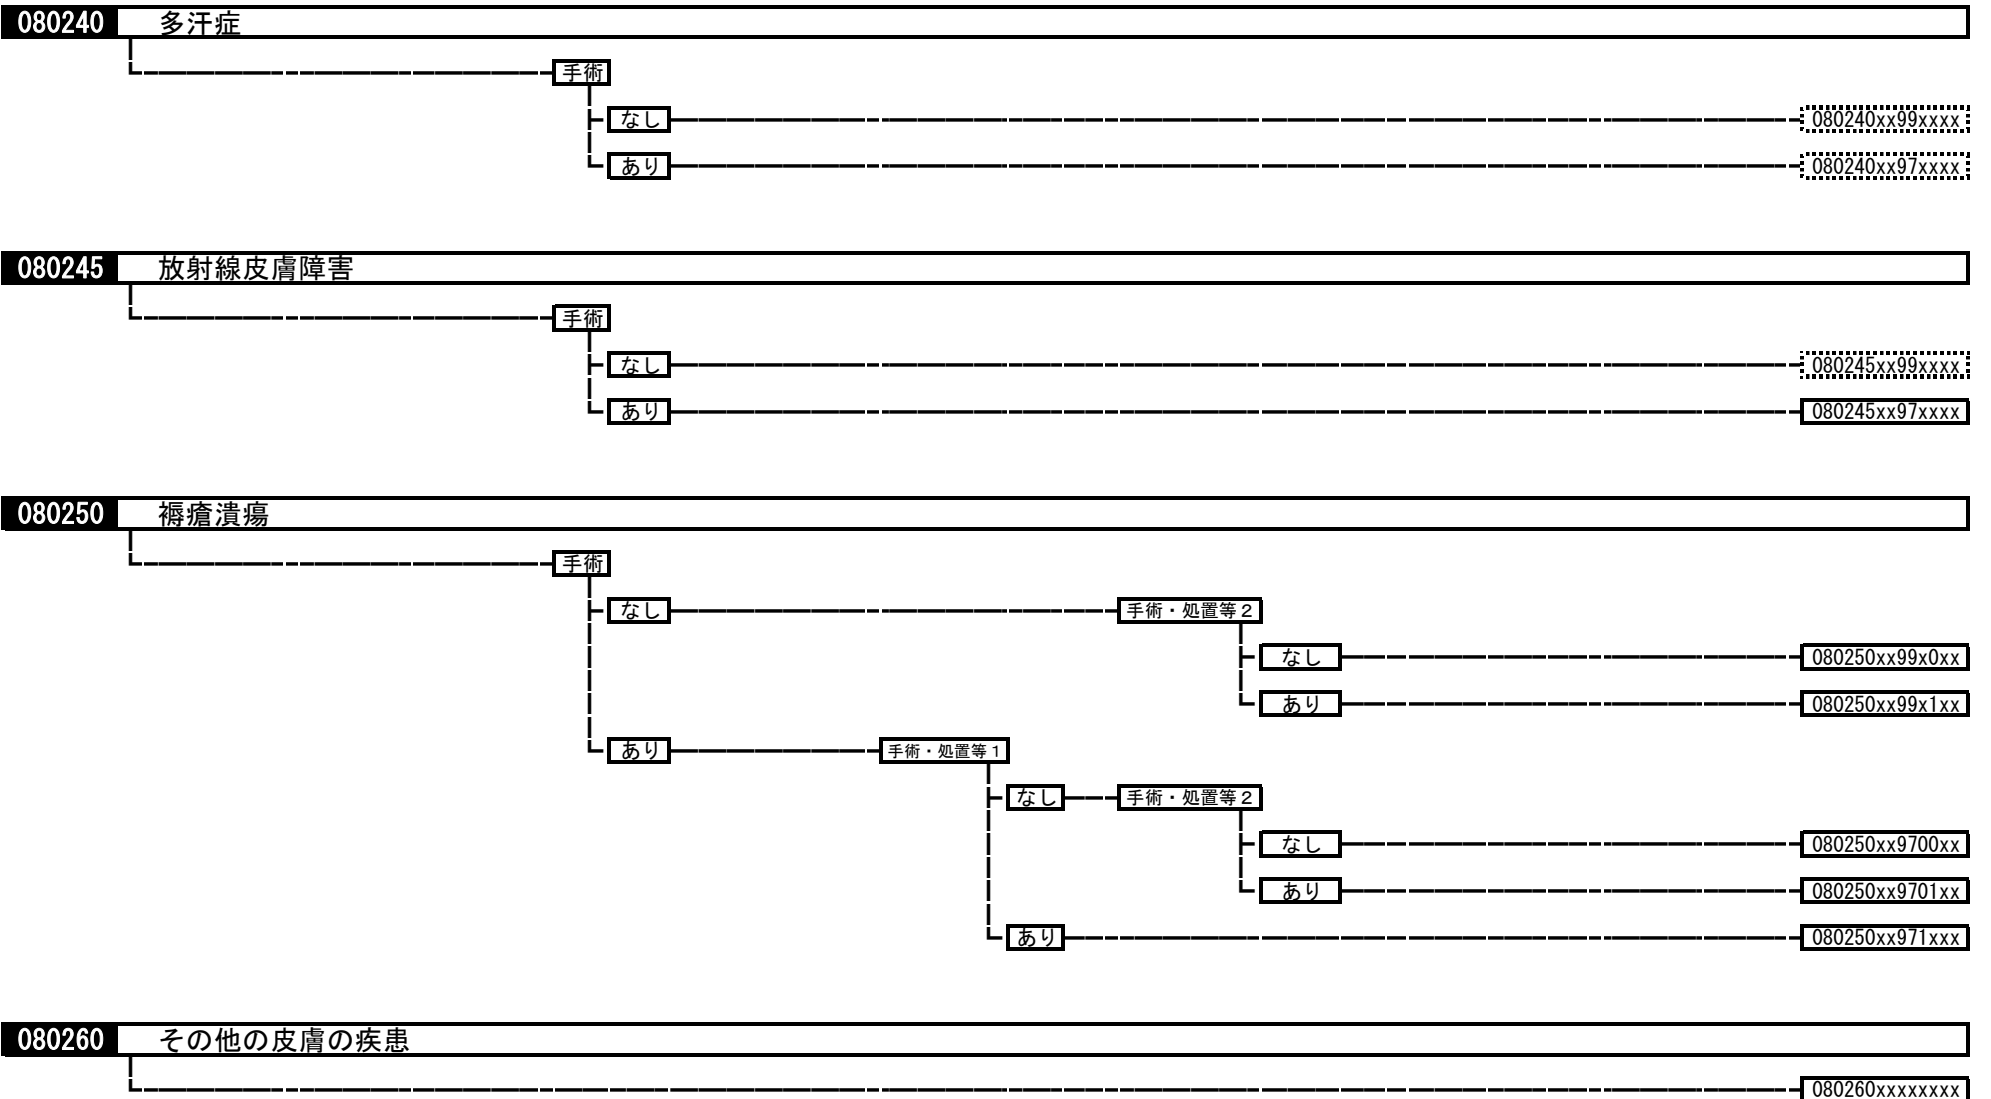 080240 多汗症
手術
なし 080240xx99xxxx
あり 080240xx97xxxx
080245 放射線皮膚障害
手術
なし 080245xx99xxxx
あり 080245xx97xxxx
080250 褥瘡潰瘍
手術
なし 手術・処置等２
なし 080250xx99x0xx
あり 080250xx99x1xx
あり 手術・処置等１
なし 手術・処置等２
なし 080250xx9700xx
あり 080250xx9701xx
あり 080250xx971xxx
080260 その他の皮膚の疾患
080260xxxxxxxx